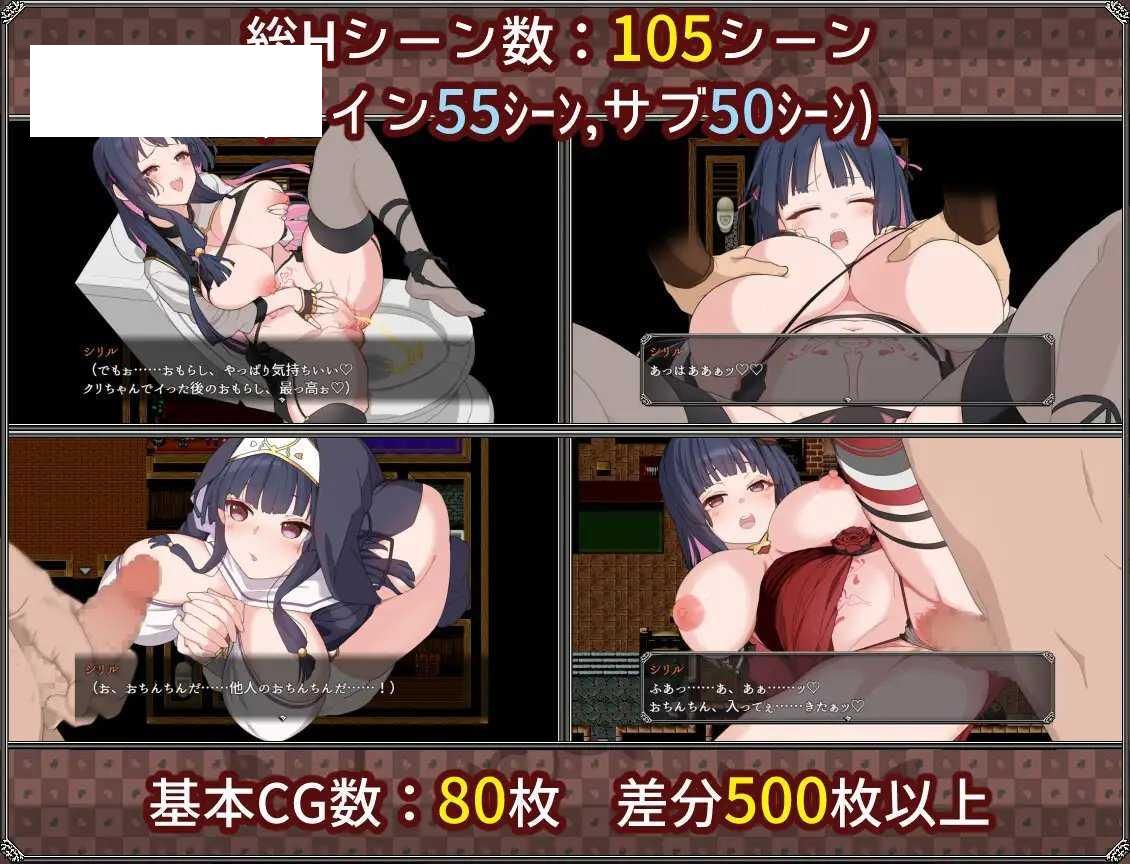 総Hシーン数：105シーン
イン55ｼｰﾝ,サブ50ｼｰﾝ)
シリル
（でもぉ……おもらし、やっぱり気持ちいい♡
クリちゃんでイった後のおもらし、最っ高ぉ♡）
シリル
あっはああぁッ♡♡
シリル
（お、おちんちんだ……他人のおちんちんだ……！）
シリル
ふあっ……あ、あぁ……ッ♡
おちんちん、入ってぇ……きたぁッ♡
基本CG数：80枚　差分500枚以上